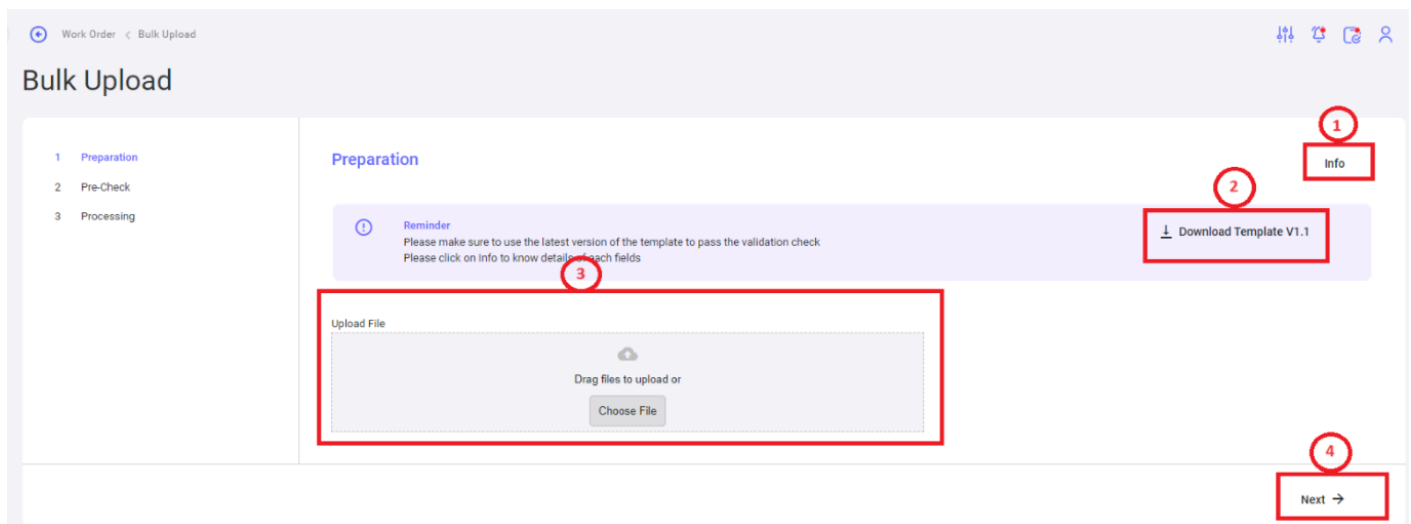 Work Order < Bulk Upload
Bulk Upload
1
1 Preparation
Preparation
Info
2 Pre-Check
2
3 Processing
Reminder
Download Template V1.1
Please make sure to use the latest version of the template to pass the validation check
Please click on Info to know details of each fields
3
Upload File
Drag files to upload or
Choose File
4
Next →